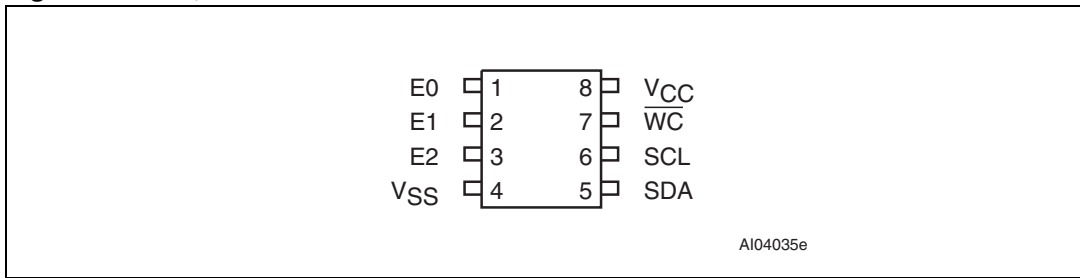 E0 1 8 VCC
E1 2 7 WC
E2 3 6 SCL
VSS 4 5 SDA
AI04035e